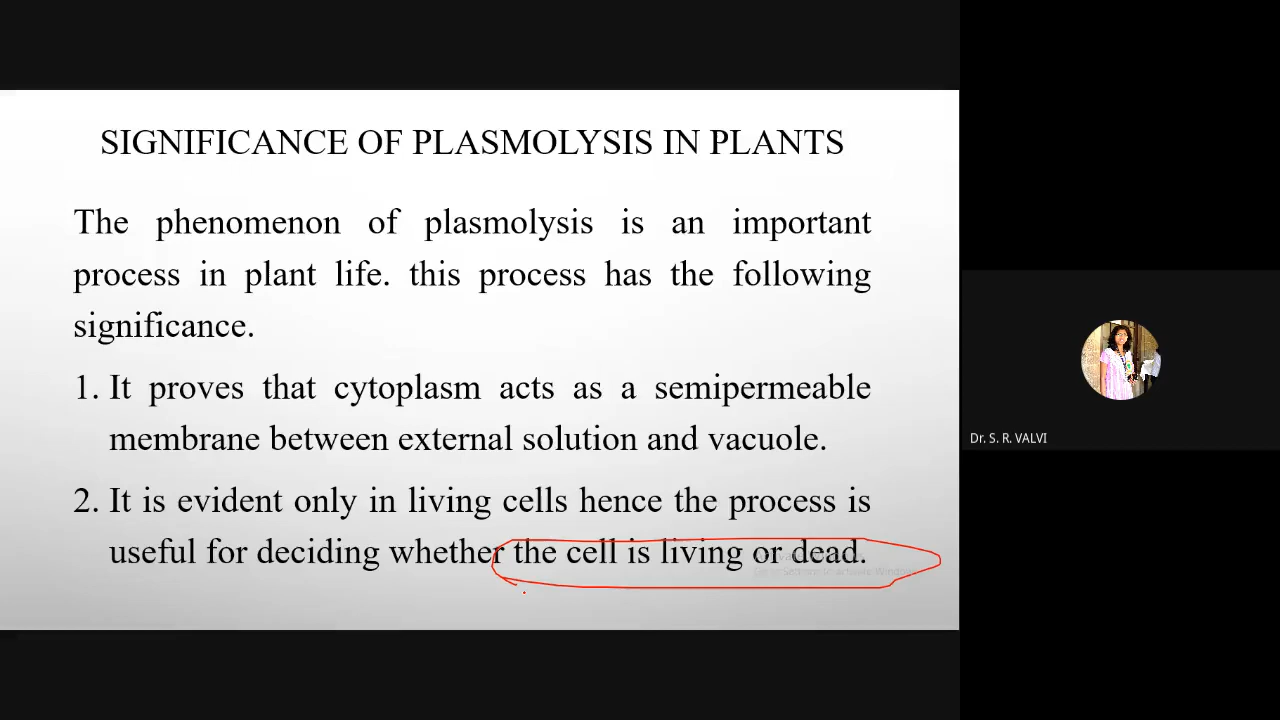 SIGNIFICANCE OF PLASMOLYSIS IN PLANTS
The phenomenon of plasmolysis is an important
process in plant life. this process has the following
significance.
1. It proves that cytoplasm acts as a semipermeable
membrane between external solution and vacuole.
2. It is evident only in living cells hence the process is
useful for deciding whether the cell is living or dead.
Dr. S. R. VALVI